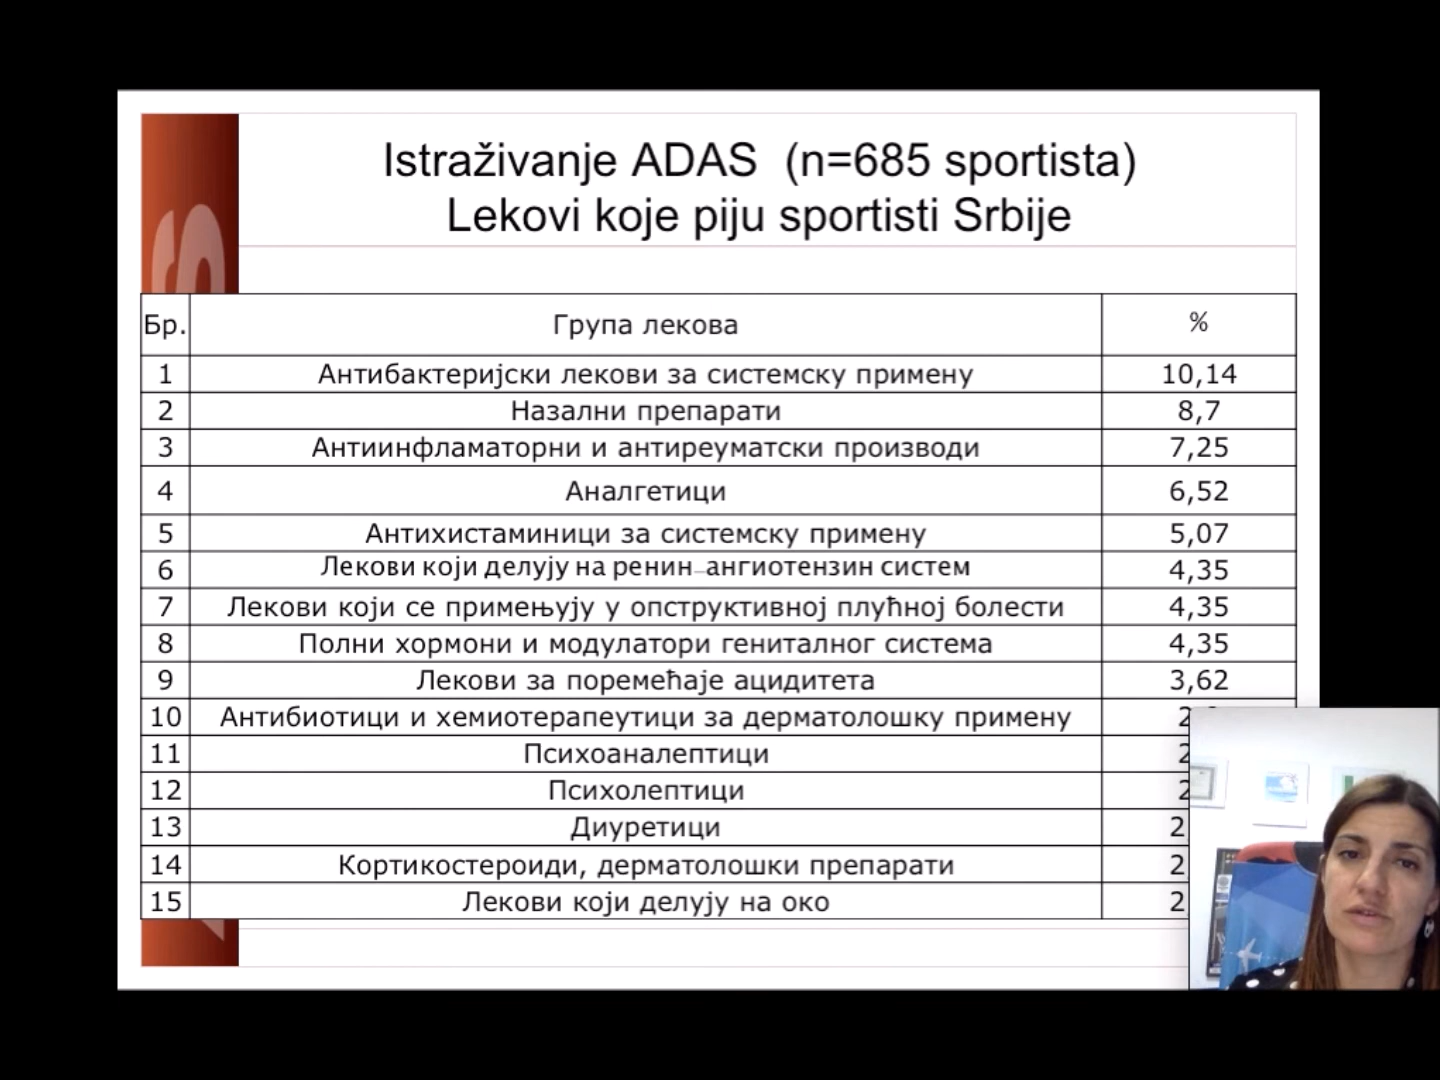 Istraživanje ADAS (n=685 sportista)
Lekovi koje piju sportisti Srbije
Бр. Група лекова %
1 Антибактеријски лекови за системску примену 10,14
2 Назални препарати 8,7
3 Антиинфламаторни и антиреуматски производи 7,25
4 Аналгетици 6,52
5 Антихистаминици за системску примену 5,07
6 Лекови који делују на ренин-ангиотензин систем 4,35
7 Лекови који се примењују у опструктивној плућној болести 4,35
8 Полни хормони и модулатори гениталног система 4,35
9 Лекови за поремећаје ацидитета 3,62
10 Антибиотици и хемиотерапеутици за дерматолошку примену
11 Психоаналептици
12 Психолептици
13 Диуретици
14 Кортикостероиди, дерматолошки препарати
15 Лекови који делују на око